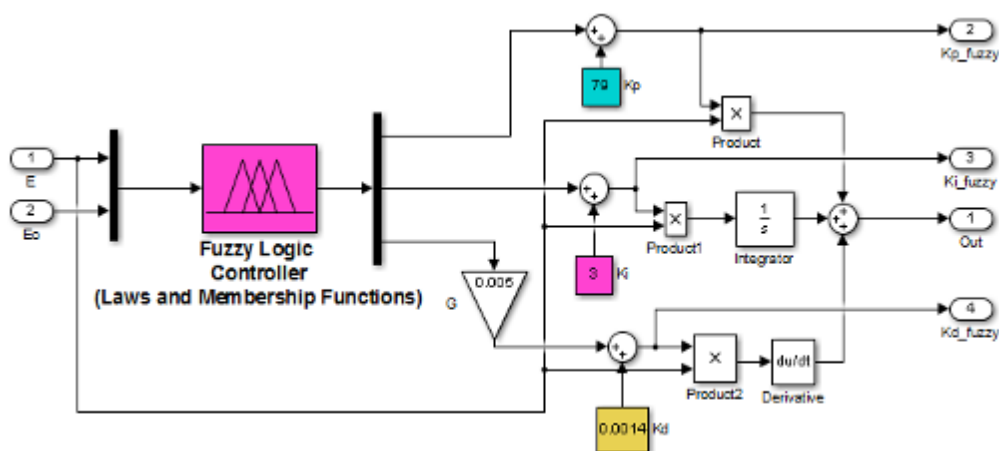 2
Kp_fuzzy
79
Kp
×
Product
1
E
2
Ec
Fuzzy Logic
Controller
(Laws and Membership Functions)
3
Ki_fuzzy
×
Product1
1
s
Integrator
1
Out
3
Ki
0.005
G
4
Kd_fuzzy
×
Product2
du/dt
Derivative
0.0014
Kd